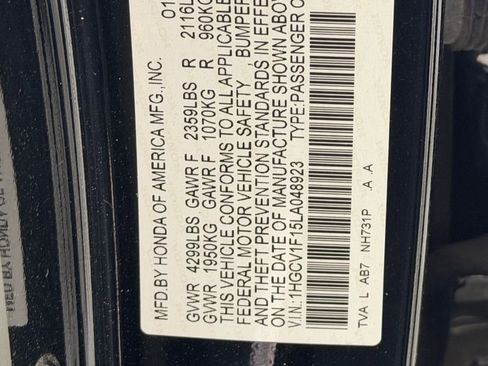 MFD.BY HONDA OF AMERICA MFG.,INC. 01
GVWR 4299LBS GAWR F 2359LBS R 2116L
GVWR 1950KG GAWR F 1070KG R 960KG
THIS VEHICLE CONFORMS TO ALL APPLICABLE
FEDERAL MOTOR VEHICLE SAFETY , BUMPER
AND THEFT PREVENTION STANDARDS IN EFFE
ON THE DATE OF MANUFACTURE SHOWN ABOV
V.I.N.:1HGCV1F15LA048923 TYPE:PASSENGER C
TVA L AB7 NH731P A A